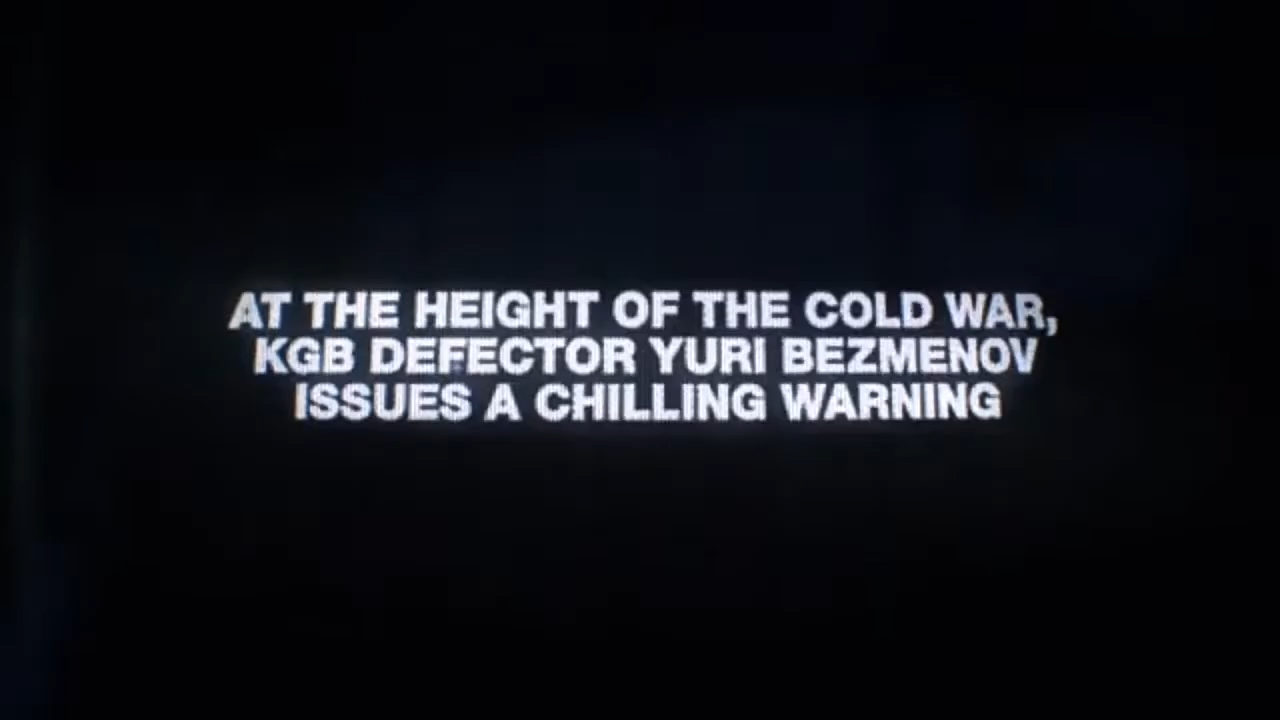 AT THE HEIGHT OF THE COLD WAR,
KGB DEFECTOR YURI BEZMENOV
ISSUES A CHILLING WARNING